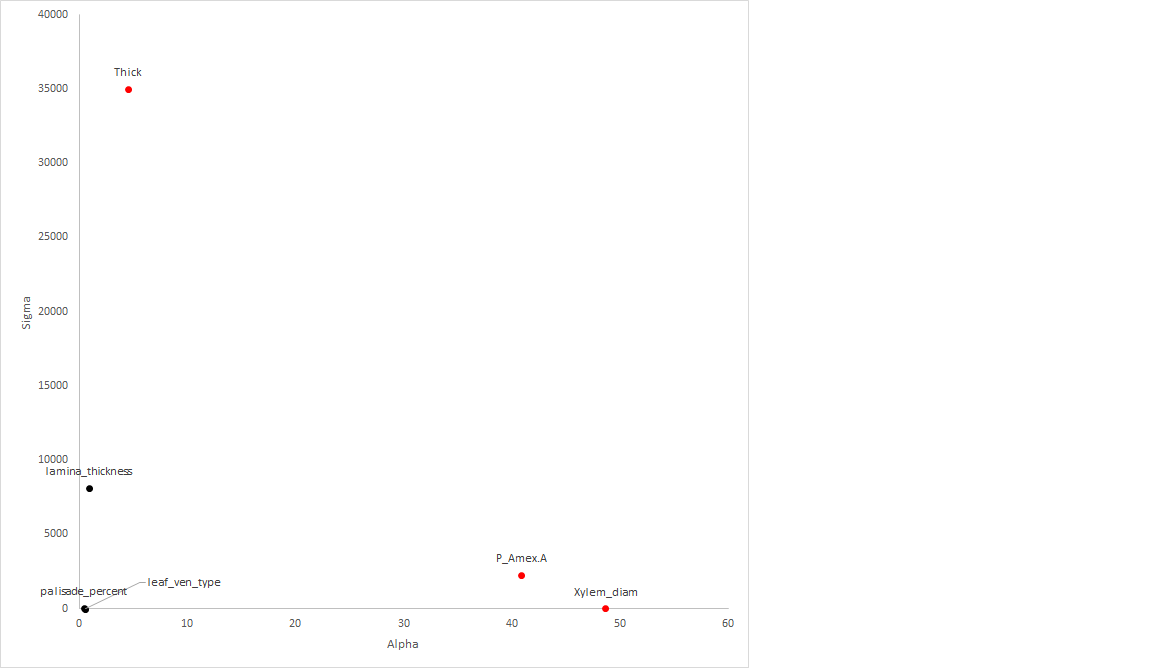 40000
Thick
35000
30000
25000
Sigma
20000
15000
10000
lamina_thickness
5000
P_Amex.A
leaf_ven_type
palisade_percent
Xylem_diam
0
0 10 20 30 40 50 60
Alpha